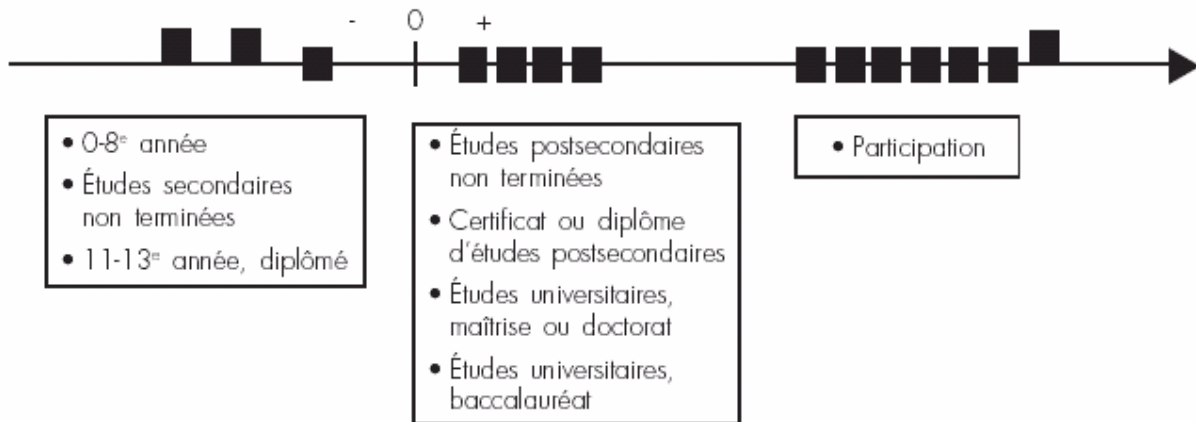 - 0 +
• 0-8e année
• Études secondaires
non terminées
• 11-13e année, diplômé
• Études postsecondaires
non terminées
• Certificat ou diplôme
d'études postsecondaires
• Études universitaires,
maîtrise ou doctorat
• Études universitaires,
baccalauréat
• Participation